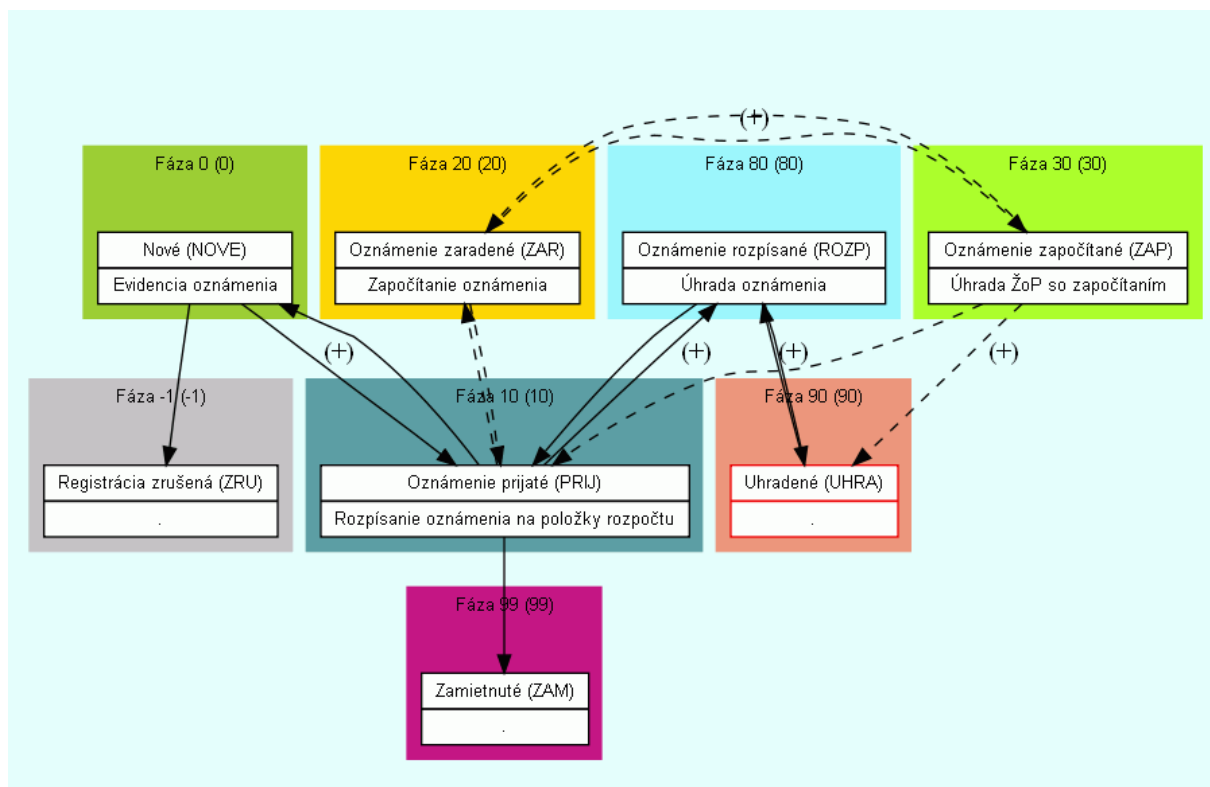 (+)
Fáza 0 (0)
Fáza 20 (20)
Fáza 80 (80)
Fáza 30 (30)
Nové (NOVE)
Evidencia oznámenia
Oznámenie zaradené (ZAR)
Započítanie oznámenia
Oznámenie rozpísané (ROZP)
Úhrada oznámenia
Oznámenie započítané (ZAP)
Úhrada ŽoP so započítaním
(+)
(+)
(+)
(+)
Fáza -1 (-1)
Fáza 10 (10)
Fáza 90 (90)
Registrácia zrušená (ZRU)
.
Oznámenie prijaté (PRIJ)
Rozpísanie oznámenia na položky rozpočtu
Uhradené (UHRA)
.
Fáza 99 (99)
Zamietnuté (ZAM)
.